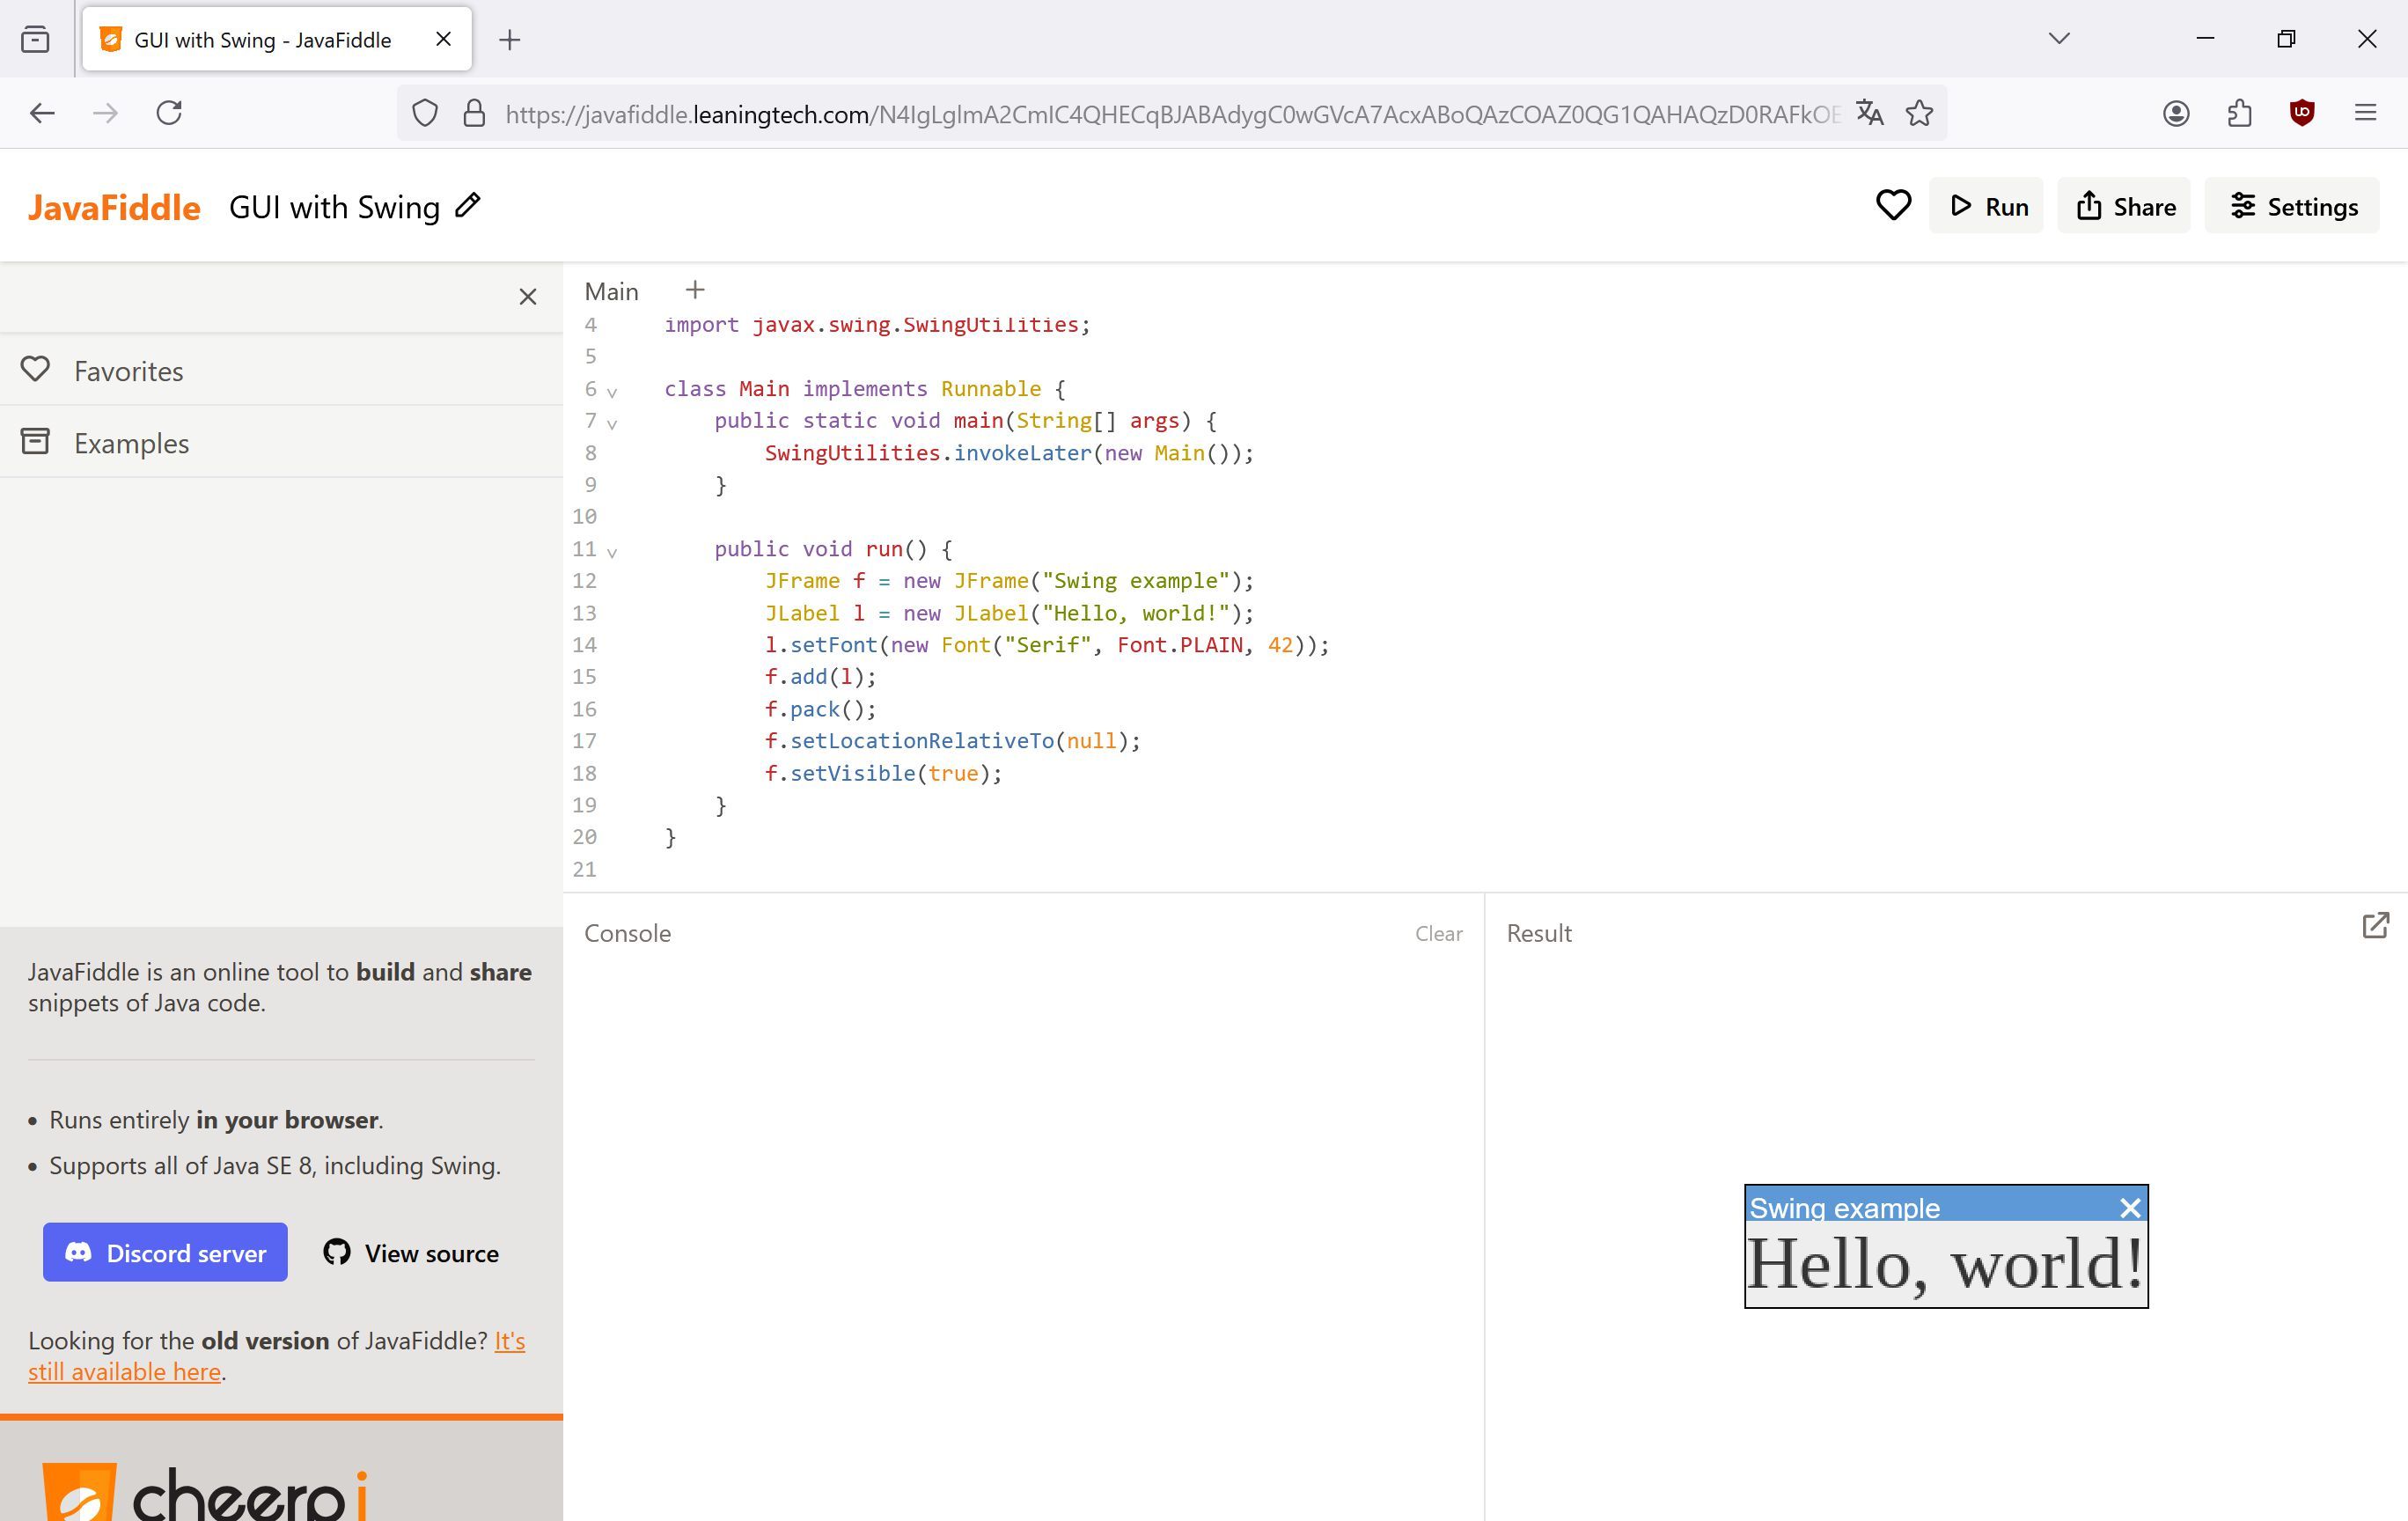 GUI with Swing - JavaFiddle
https://javafiddle.leaningtech.com/N4IgLglmA2CmIC4QHECqBJABAdygC0wGVcA7AcxABoQAzCOAZ0QG1QAHAQzD0RAFkOE
JavaFiddle GUI with Swing
Run Share Settings
Favorites
Examples
Main
4 import javax.swing.SwingUtilities;
5
6 class Main implements Runnable {
7 public static void main(String[] args) {
8 SwingUtilities.invokeLater(new Main());
9 }
10
11 public void run() {
12 JFrame f = new JFrame("Swing example");
13 JLabel l = new JLabel("Hello, world!");
14 l.setFont(new Font("Serif", Font.PLAIN, 42));
15 f.add(l);
16 f.pack();
17 f.setLocationRelativeTo(null);
18 f.setVisible(true);
19 }
20 }
21
JavaFiddle is an online tool to build and share
snippets of Java code.
• Runs entirely in your browser.
• Supports all of Java SE 8, including Swing.
Discord server View source
Looking for the old version of JavaFiddle? It's
still available here.
cheerpj
Console Clear
Result
Swing example
Hello, world!